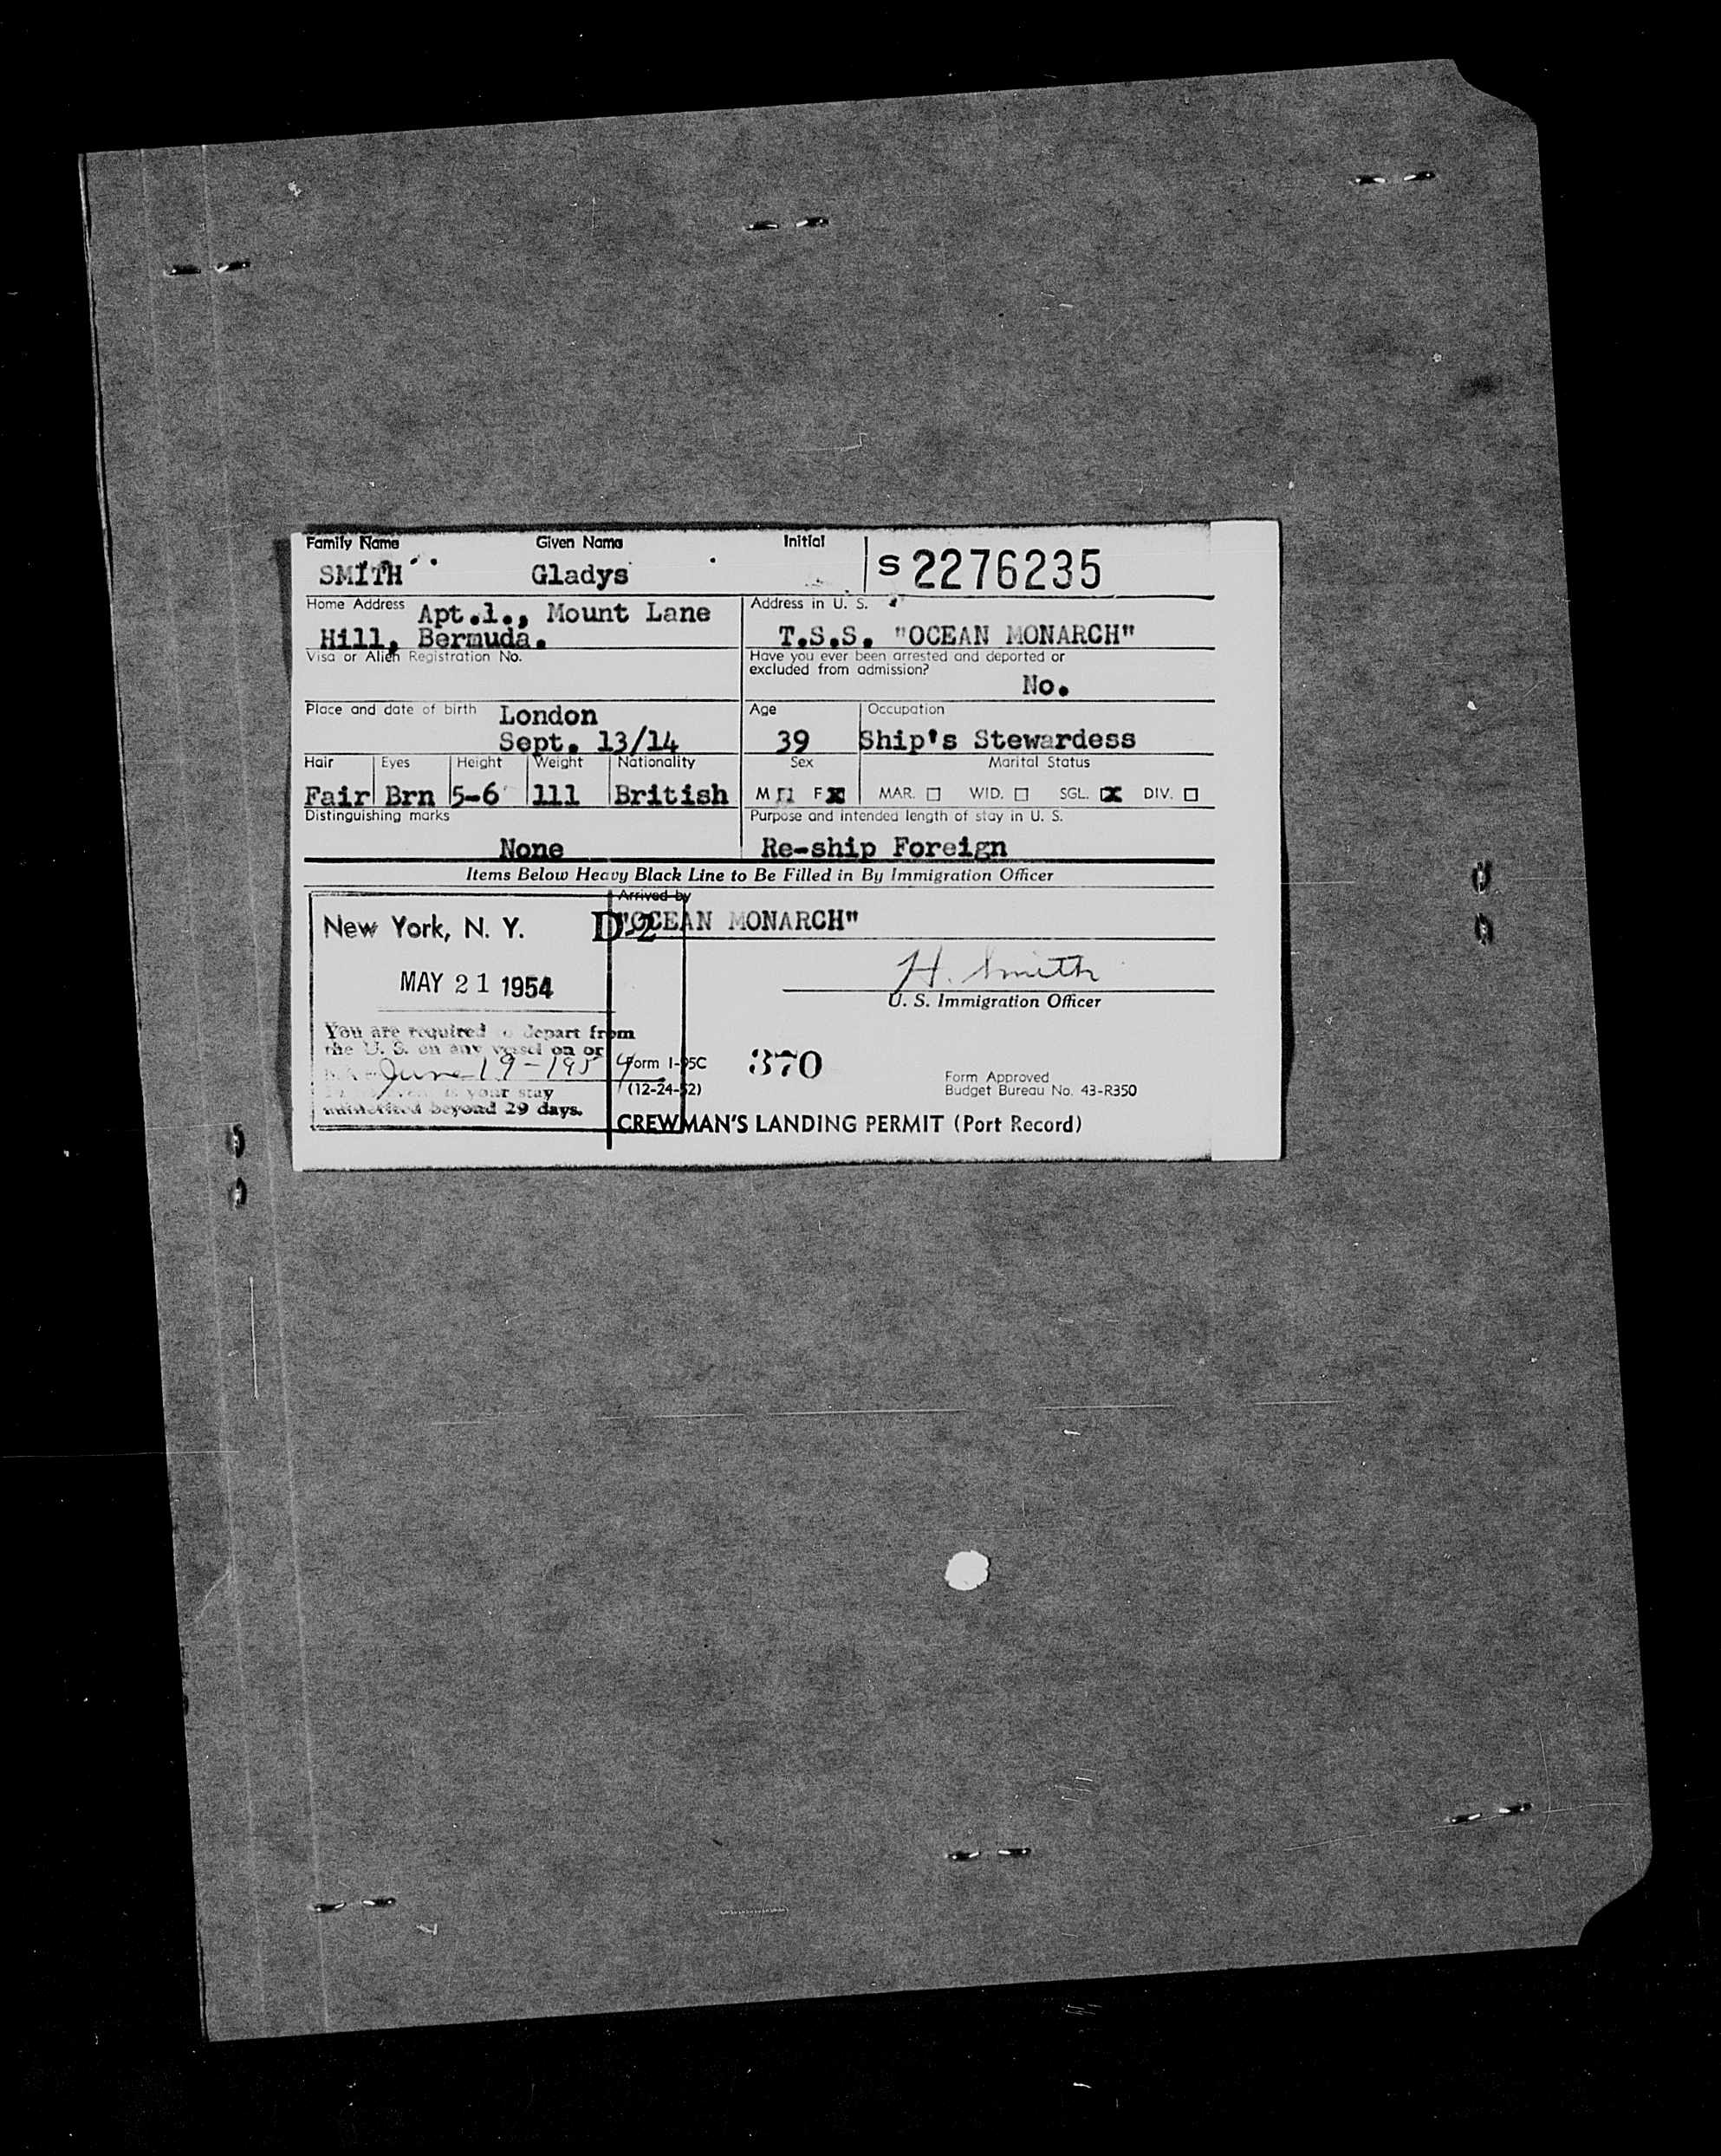 Family Name Given Name Initial
SMITH Gladys S 2276235
Home Address Apt.1., Mount Lane
Hill, Bermuda.
Address in U. S.
T.S.S. "OCEAN MONARCH"
Visa or Alien Registration No.
Have you ever been arrested and deported or
excluded from admission?
No.
Place and date of birth London
Sept. 13/14
Age Occupation
39 Ship's Stewardess
Hair Eyes Height Weight Nationality
Fair Brn 5-6 111 British
Sex Marital Status
M F X MAR. WID. SGL. X DIV.
Distinguishing marks
None
Purpose and intended length of stay in U. S.
Re-ship Foreign
Items Below Heavy Black Line to Be Filled in By Immigration Officer
Arrived by
"OCEAN MONARCH"
D-2
New York, N. Y.
MAY 21 1954
H. Smith
U. S. Immigration Officer
You are required to depart from
the U. S. on any vessel on or
June 19-1954
is your stay
authorized beyond 29 days.
Form I-95C
(12-24-52)
370
Form Approved
Budget Bureau No. 43-R350
CREWMAN'S LANDING PERMIT (Port Record)